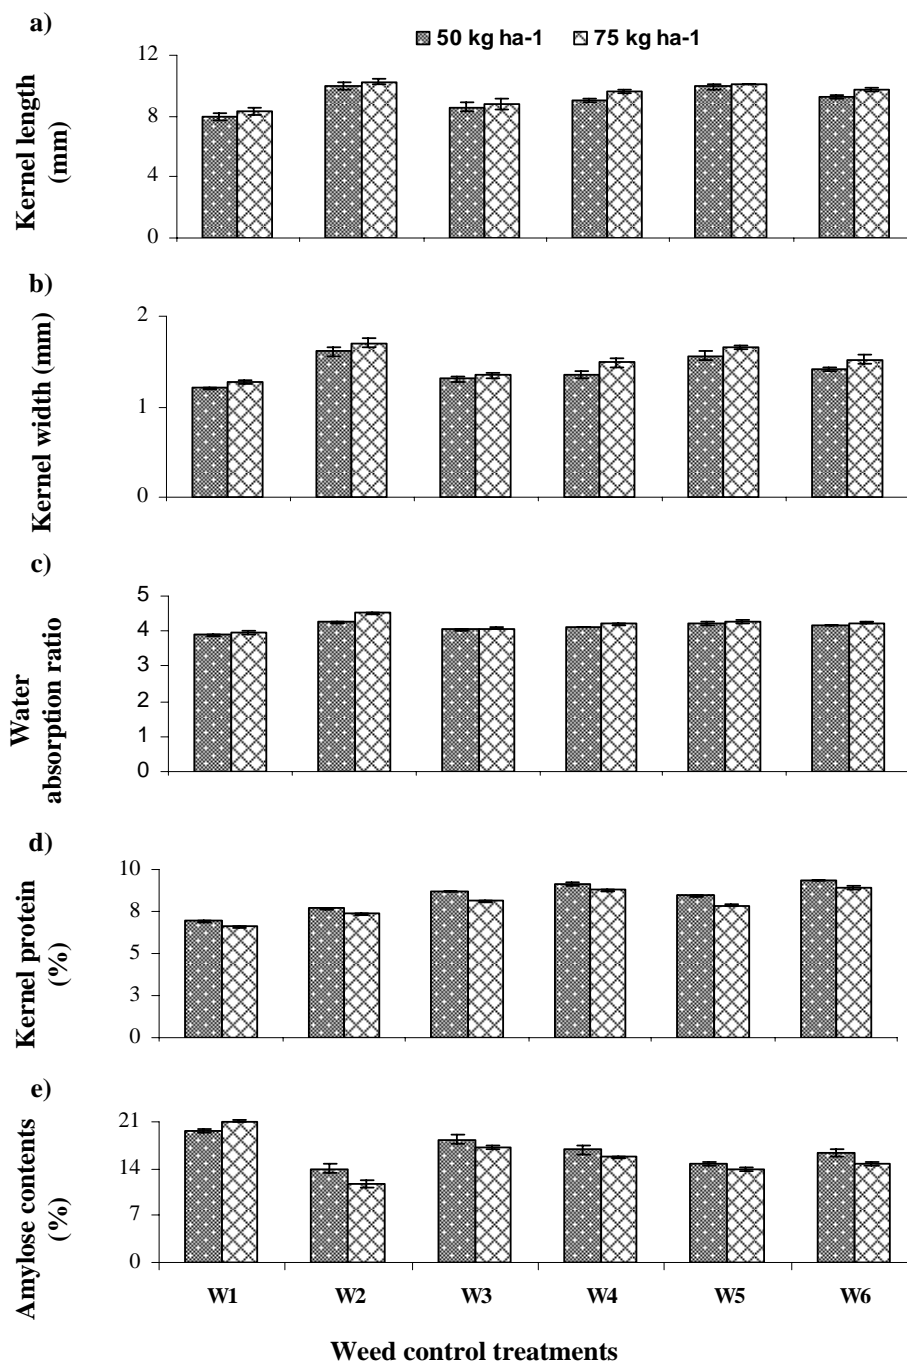 a)
50 kg ha-1 75 kg ha-1
Kernel length
(mm)
12
8
4
0
b)
Kernel width (mm)
2
1
0
c)
Water
absorption ratio
5
4
3
2
1
0
d)
Kernel protein
(%)
10
8
5
3
0
e)
Amylose contents
(%)
21
14
7
0
W1 W2 W3 W4 W5 W6
Weed control treatments